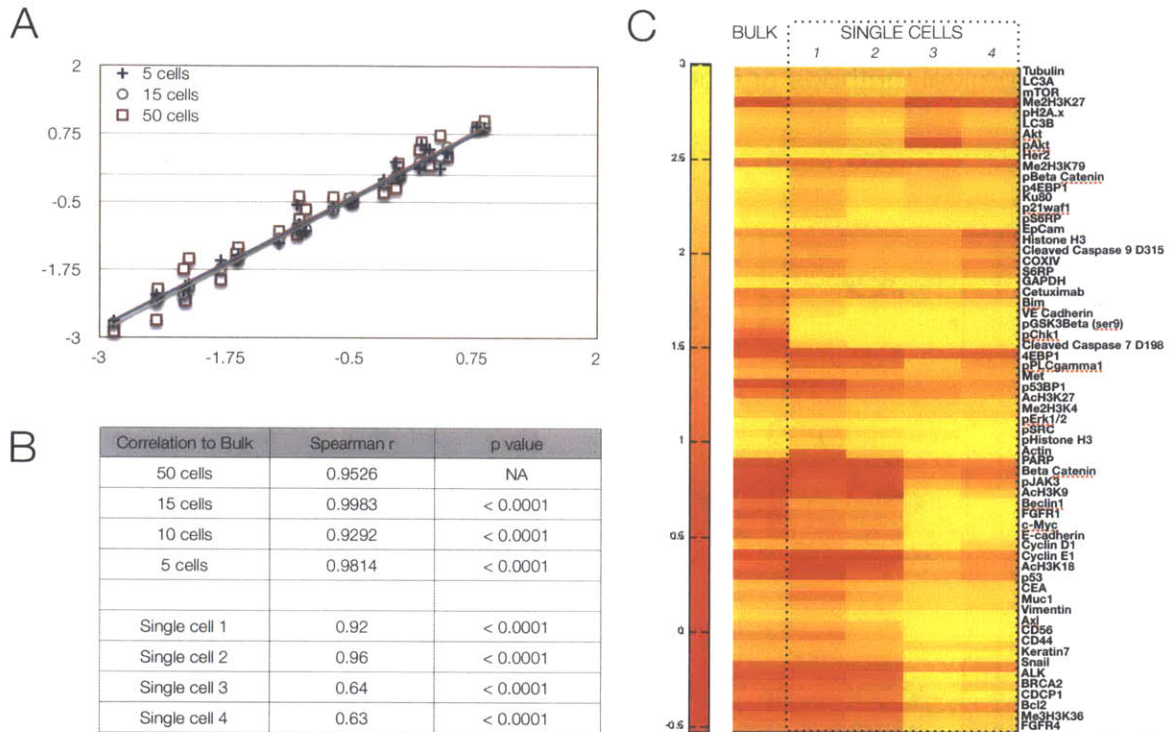 A
2
0.75
-0.5
-1.75
-3
-3
-1.75
-0.5
0.75
2
+ 5 cells
○ 15 cells
□ 50 cells
B
Correlation to Bulk Spearman r p value
50 cells 0.9526 NA
15 cells 0.9983 < 0.0001
10 cells 0.9292 < 0.0001
5 cells 0.9814 < 0.0001
Single cell 1 0.92 < 0.0001
Single cell 2 0.96 < 0.0001
Single cell 3 0.64 < 0.0001
Single cell 4 0.63 < 0.0001
C
BULK SINGLE CELLS
1 2 3 4
3
2.5
2
1.5
1
0.5
0
-0.5
Tubulin
LC3A
mTOR
Me2H3K27
pH2A.x
LC3B
Akt
pAkt
Her2
Me2H3K79
pBeta Catenin
p4EBP1
Ku80
p21waf1
pS6RP
EpCam
Histone H3
Cleaved Caspase 9 D315
COXIV
S6RP
GAPDH
Cetuximab
Bim
VE Cadherin
pGSK3Beta (ser9)
pChk1
Cleaved Caspase 7 D198
4EBP1
pPLCgamma1
Met
p53BP1
AcH3K27
Me2H3K4
pErk1/2
pSRC
pHistone H3
Actin
PARP
Beta Catenin
pJAK3
AcH3K9
Beclin1
FGFR1
c-Myc
E-cadherin
Cyclin D1
Cyclin E1
AcH3K18
p53
CEA
Muc1
Vimentin
Axl
CD56
CD44
Keratin7
Snail
ALK
BRCA2
CDCP1
Bcl2
Me3H3K36
FGFR4